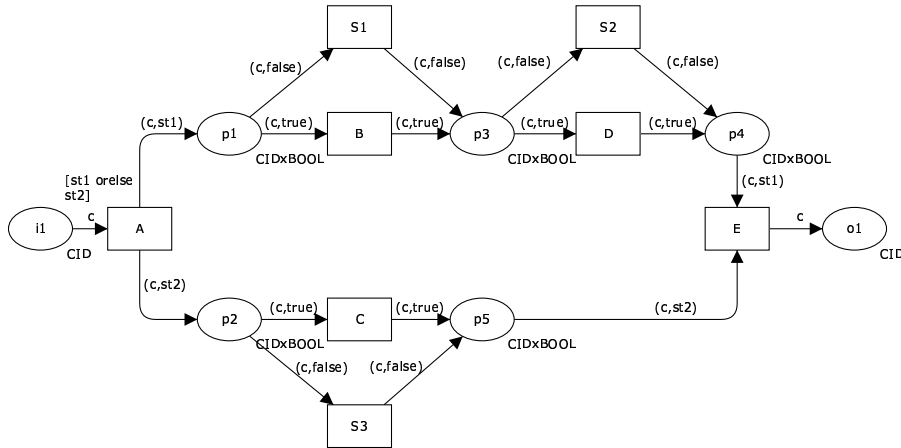 S1
S2
(c,false)
(c,false)
(c,false)
(c,false)
(c,st1)
p1
(c,true)
B
(c,true)
p3
(c,true)
D
(c,true)
p4
CIDxBOOL
CIDxBOOL
CIDxBOOL
[st1 orelse
st2]
(c,st1)
i1
c
A
E
c
o1
CID
CID
(c,st2)
p2
(c,true)
C
(c,true)
p5
(c,st2)
CIDxBOOL
CIDxBOOL
(c,false)
(c,false)
S3